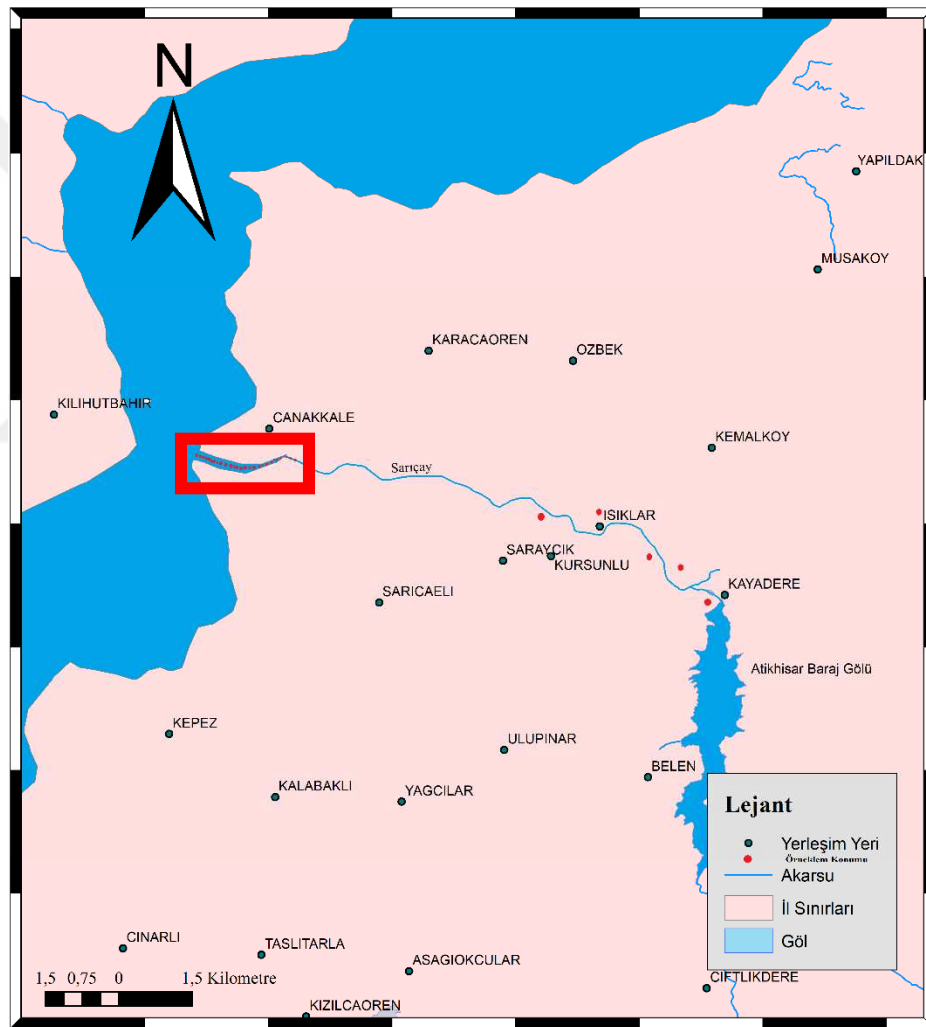 N
YAPILDAK
MUSAKOY
KARACAOREN
OZBEK
KILIHUTBAHIR
CANAKKALE
KEMALKOY
Sarıçay
ISIKLAR
SARAYCIK
KURSUNLU
KAYADERE
SARICAELI
Atikhisar Baraj Gölü
KEPEZ
ULUPINAR
BELEN
KALABAKLI
YAGCILAR
Lejant
Yerleşim Yeri
Örneklem Konumu
Akarsu
İl Sınırları
Göl
CINARLI
TASLITARLA
ASAGIOKCULAR
CIFTLIKDERE
1,5 0,75 0 1,5 Kilometre
KIZILCAOREN